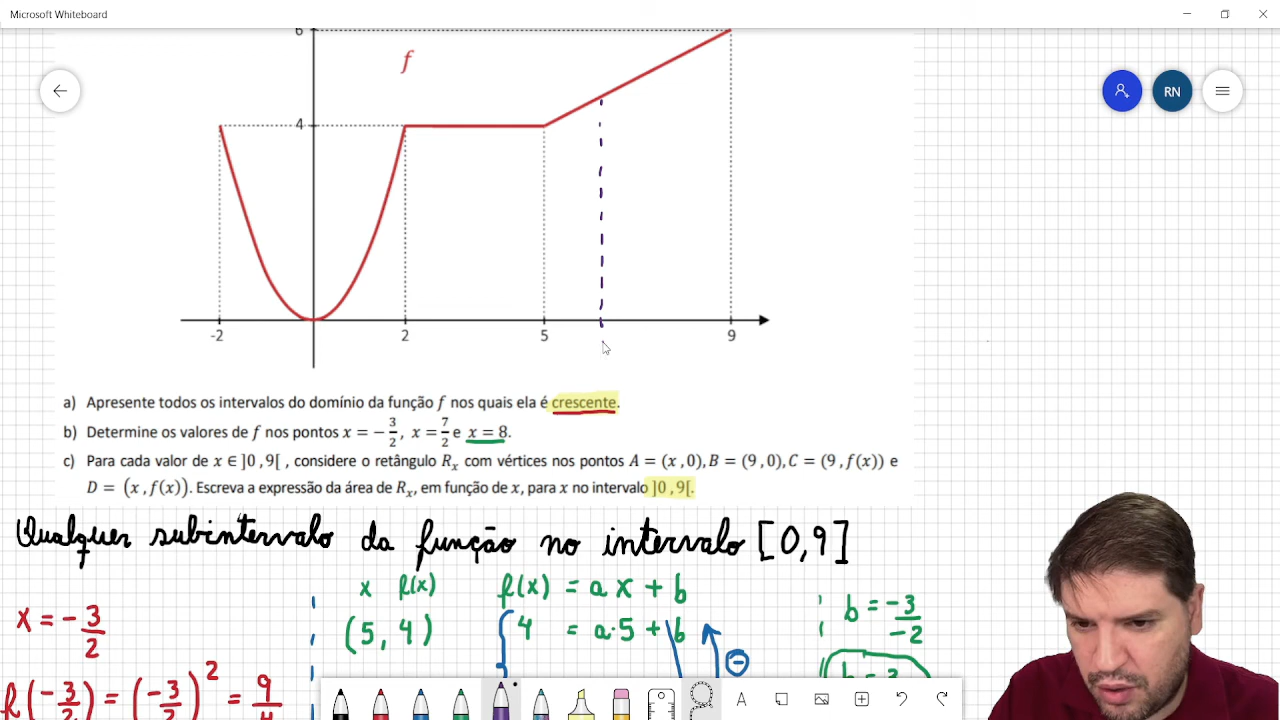 Microsoft Whiteboard
6
f
RN
4
-2 2 5 9
a) Apresente todos os intervalos do domínio da função f nos quais ela é crescente.
b) Determine os valores de f nos pontos x = −3/2, x = 7/2 e x = 8.
c) Para cada valor de x ∈ ]0,9[ , considere o retângulo Rₓ com vértices nos pontos A = (x,0), B = (9,0), C = (9,f(x)) e
D = (x,f(x)). Escreva a expressão da área de Rₓ, em função de x, para x no intervalo ]0,9[.
Qualquer subintervalo da função no intervalo [0,9]
x f(x) f(x) = a x + b
x = -3/2 (5, 4) 4 = a·5 + b b = -3/-2
f(-3/2) = (-3/2)² = 9/4
A